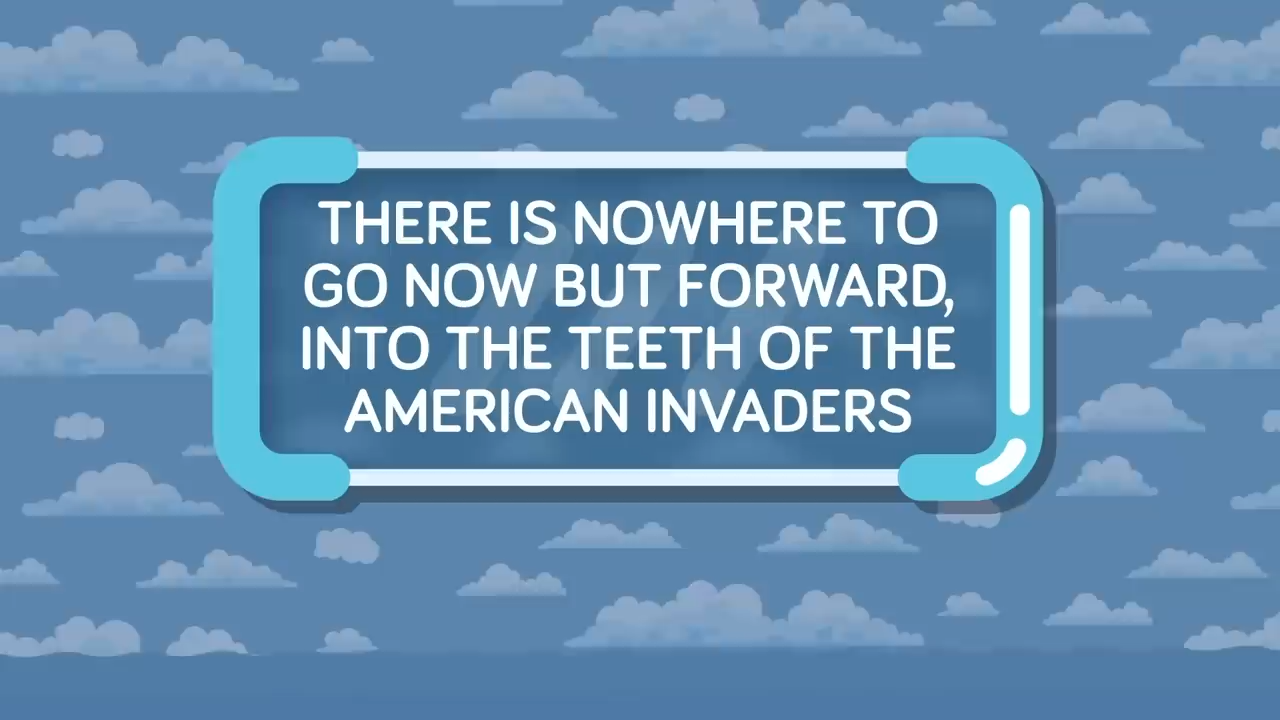 THERE IS NOWHERE TO
GO NOW BUT FORWARD,
INTO THE TEETH OF THE
AMERICAN INVADERS